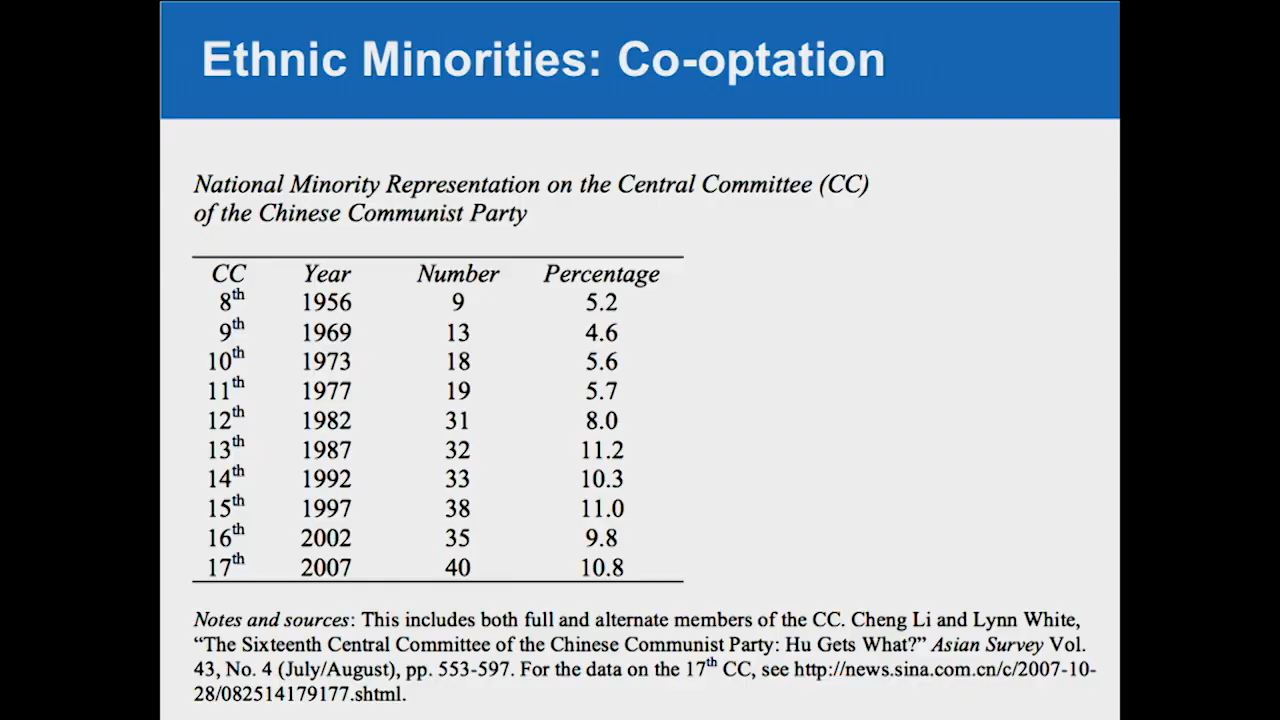 Ethnic Minorities: Co-optation
National Minority Representation on the Central Committee (CC)
of the Chinese Communist Party
CC Year Number Percentage
8th 1956 9 5.2
9th 1969 13 4.6
10th 1973 18 5.6
11th 1977 19 5.7
12th 1982 31 8.0
13th 1987 32 11.2
14th 1992 33 10.3
15th 1997 38 11.0
16th 2002 35 9.8
17th 2007 40 10.8
Notes and sources: This includes both full and alternate members of the CC. Cheng Li and Lynn White,
“The Sixteenth Central Committee of the Chinese Communist Party: Hu Gets What?” Asian Survey Vol.
43, No. 4 (July/August), pp. 553-597. For the data on the 17th CC, see http://news.sina.com.cn/c/2007-10-
28/082514179177.shtml.